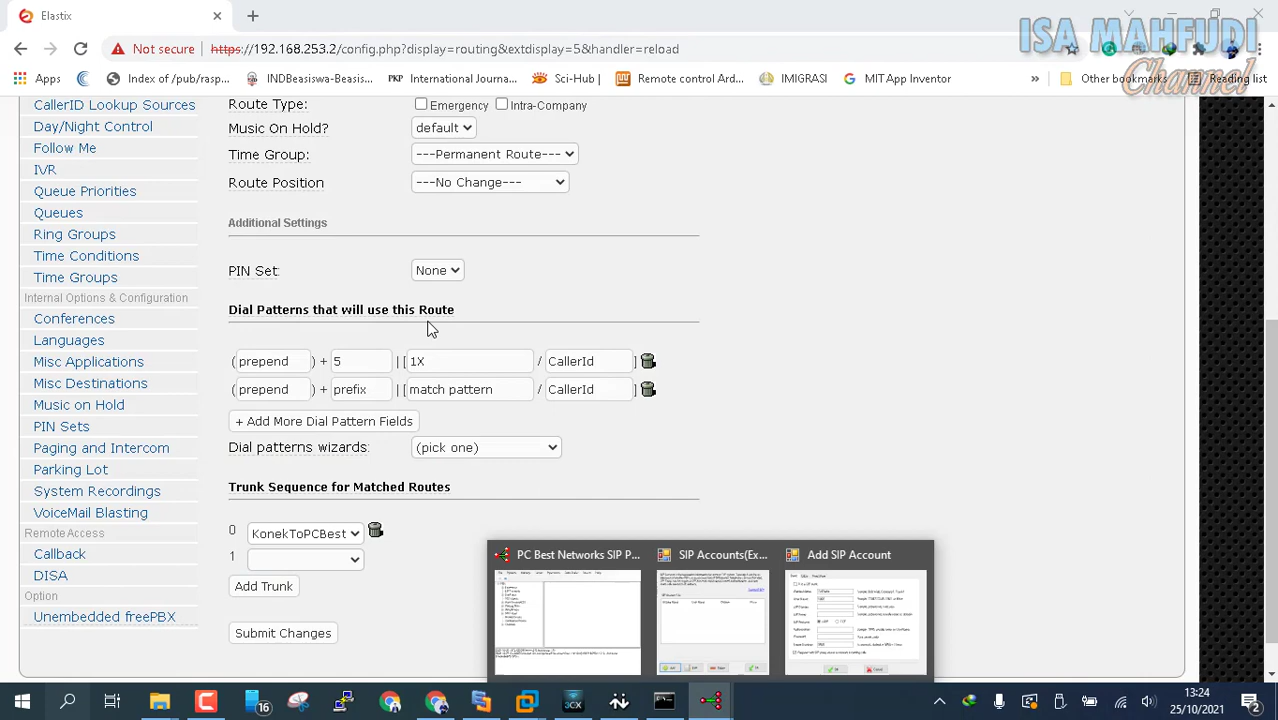 Elastix
ISA MAHFUDI
Channel
Not secure
https://192.168.253.2/config.php?display=routing&extdisplay=5&handler=reload
Apps
Index of /pub/rasp...
INDBeasiswa-Beasis...
PKP International Journa...
Sci-Hub |
Remote control Ard...
IMIGRASI
MIT App Inventor
»
Other bookmarks
Reading list
CallerID Lookup Sources
Day/Night Control
Follow Me
IVR
Queue Priorities
Queues
Ring Groups
Time Conditions
Time Groups
Internal Options & Configuration
Conferences
Languages
Misc Applications
Misc Destinations
Music on Hold
PIN Sets
Paging and Intercom
Parking Lot
System Recordings
VoiceMail Blasting
Remote Access
Callback
DISA
Option
Unembedded FreePBX
Route Type: Emergency Intra-Company
Music On Hold? default
Time Group: ---Permanent Route---
Route Position ---No Change---
Additional Settings
PIN Set: None
Dial Patterns that will use this Route
( prepend ) + 5 | [ 1X / CallerId ]
( prepend ) + prefix | [ match pattern / CallerId ]
+ Add More Dial Pattern Fields
Dial patterns wizards: (pick one)
Trunk Sequence for Matched Routes
0 KonekToPCBest
1
Add Trunk
Submit Changes
PC Best Networks SIP P...
SIP Accounts(Ex...
Add SIP Account
16
3CX
13:24
25/10/2021
2